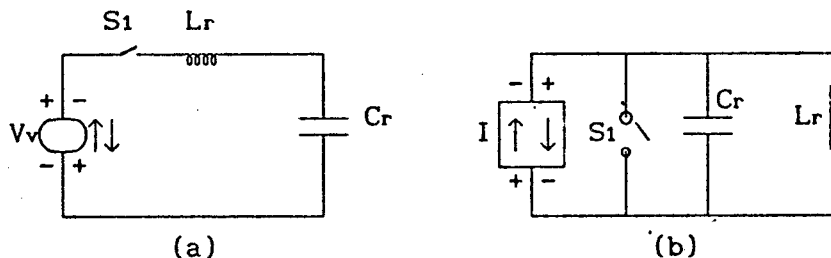 S1 Lr
+ -
Vv
- +
Cr
(a)
- +
I
+ -
S1
Cr
Lr
(b)